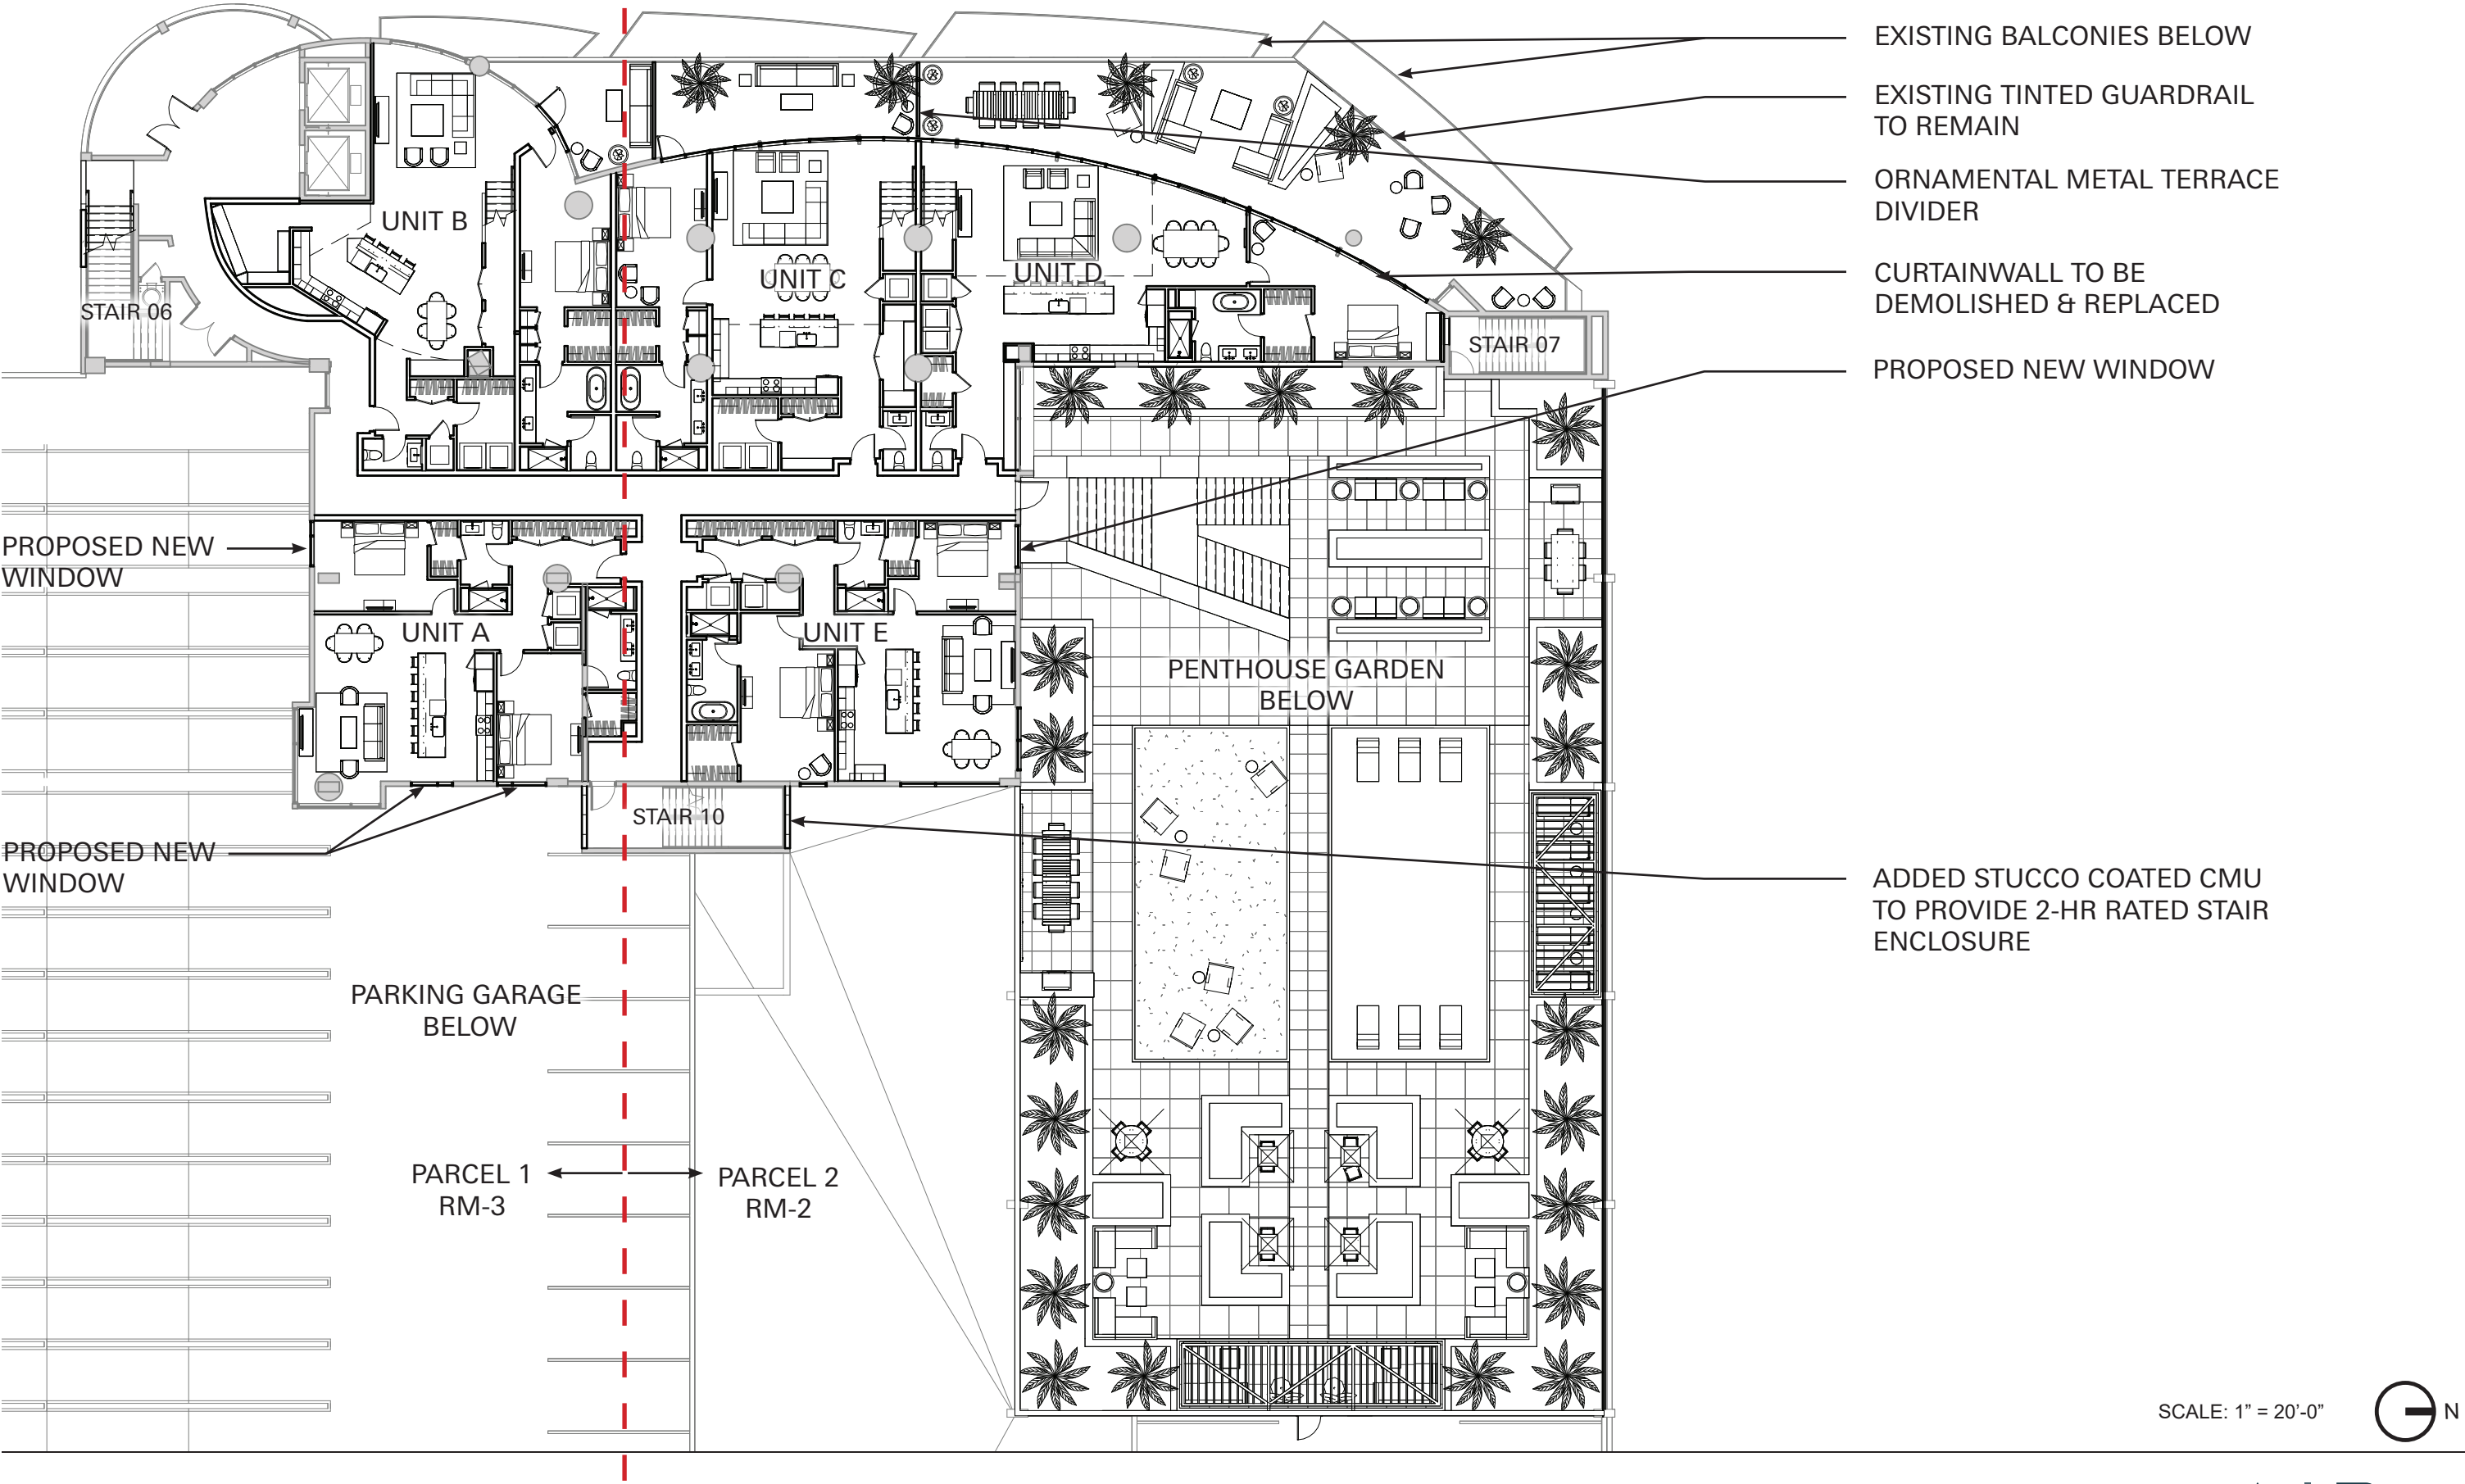 EXISTING BALCONIES BELOW
EXISTING TINTED GUARDRAIL
TO REMAIN
ORNAMENTAL METAL TERRACE
DIVIDER
CURTAINWALL TO BE
DEMOLISHED & REPLACED
PROPOSED NEW WINDOW
UNIT B
UNIT C
UNIT D
STAIR 06
STAIR 07
PROPOSED NEW
WINDOW
UNIT A
UNIT E
PENTHOUSE GARDEN
BELOW
STAIR 10
PROPOSED NEW
WINDOW
ADDED STUCCO COATED CMU
TO PROVIDE 2-HR RATED STAIR
ENCLOSURE
PARKING GARAGE
BELOW
PARCEL 1
RM-3
PARCEL 2
RM-2
SCALE: 1” = 20’-0”
N